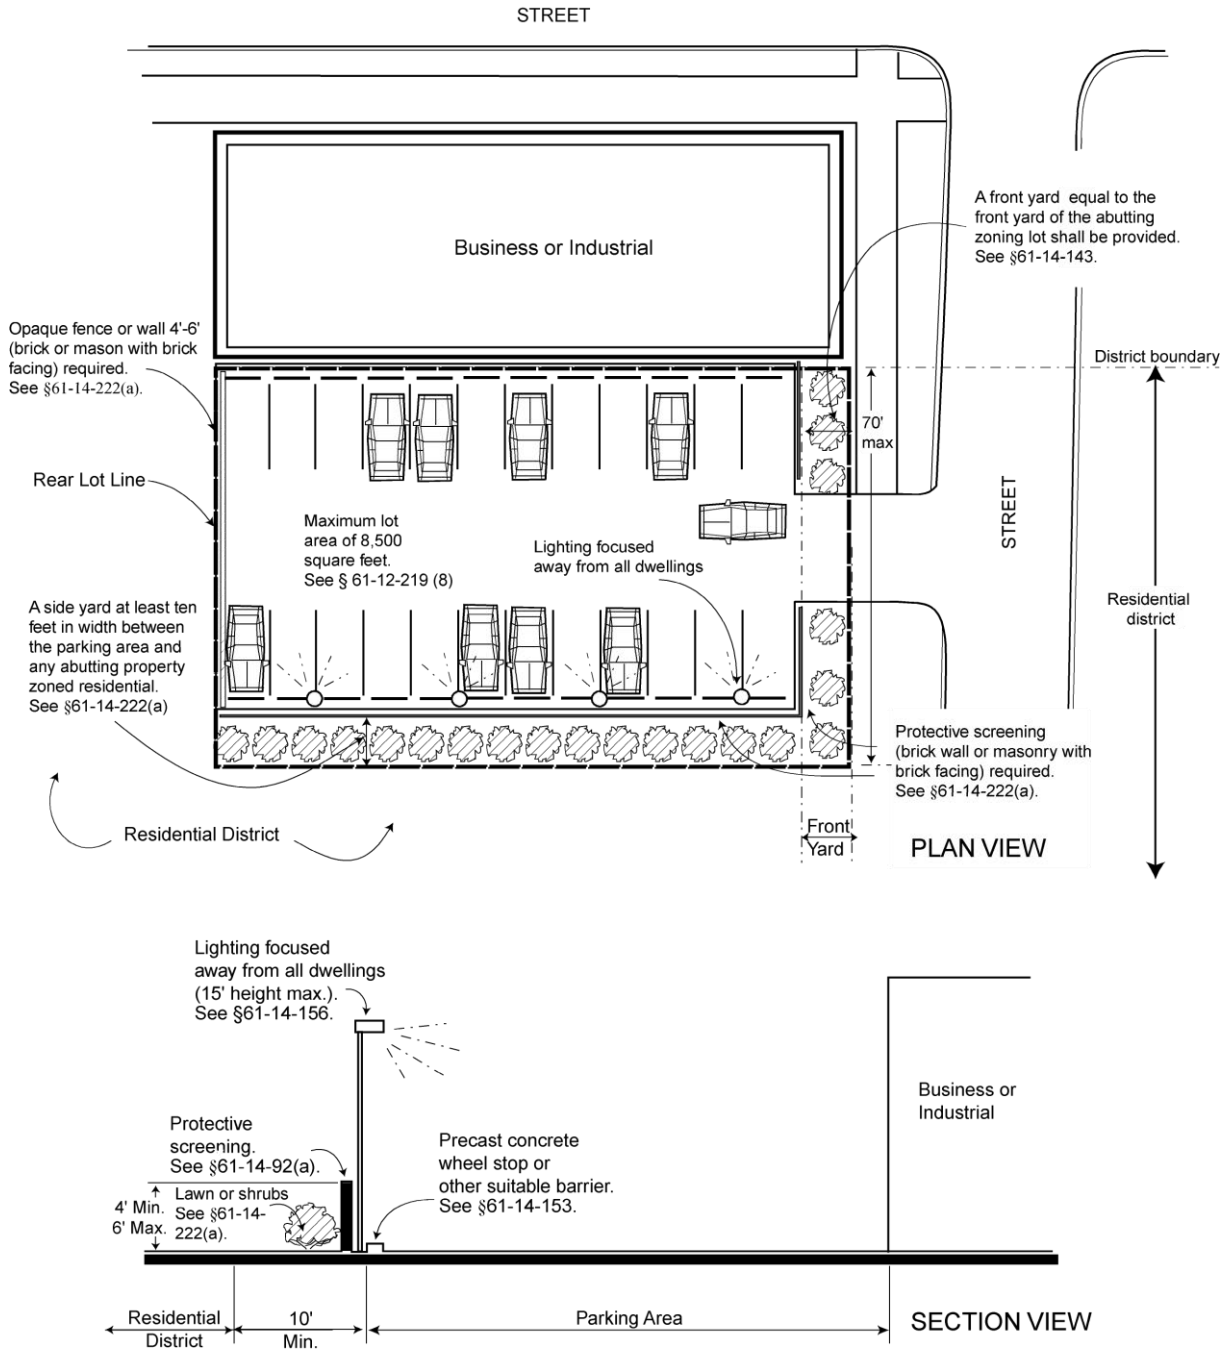 STREET
Business or Industrial
A front yard equal to the
front yard of the abutting
zoning lot shall be provided.
See §61-14-143.
Opaque fence or wall 4'-6'
(brick or mason with brick
facing) required.
See §61-14-222(a).
District boundary
70'
max
Rear Lot Line
Maximum lot
area of 8,500
square feet.
See § 61-12-219 (8)
Lighting focused
away from all dwellings
STREET
Residential
district
A side yard at least ten
feet in width between
the parking area and
any abutting property
zoned residential.
See §61-14-222(a)
Protective screening
(brick wall or masonry with
brick facing) required.
See §61-14-222(a).
Residential District
Front
Yard
PLAN VIEW
Lighting focused
away from all dwellings
(15' height max.).
See §61-14-156.
Business or
Industrial
Protective
screening.
See §61-14-92(a).
Precast concrete
wheel stop or
other suitable barrier.
See §61-14-153.
4' Min.
6' Max.
Lawn or shrubs
See §61-14-
222(a).
Residential
District
10'
Min.
Parking Area
SECTION VIEW